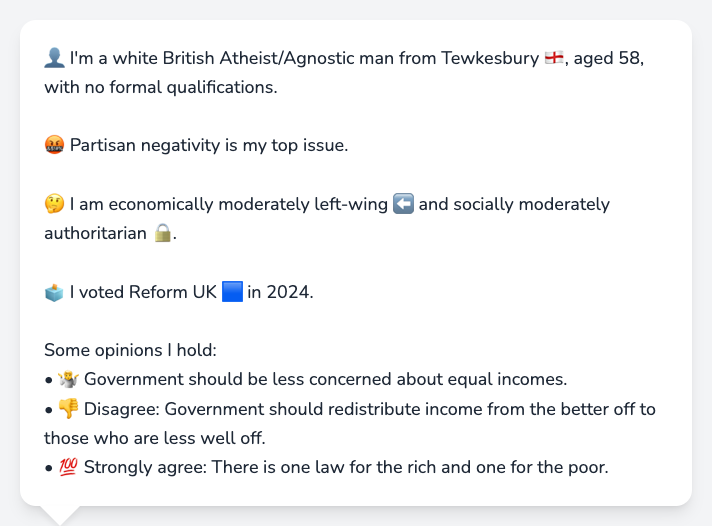 👤 I'm a white British Atheist/Agnostic man from Tewkesbury 🏴󠁧󠁢󠁥󠁮󠁧󠁿, aged 58,
with no formal qualifications.
🤬 Partisan negativity is my top issue.
🤔 I am economically moderately left-wing ⬅️ and socially moderately
authoritarian 🔒.
🗳️ I voted Reform UK 🟦 in 2024.
Some opinions I hold:
• 🤷 Government should be less concerned about equal incomes.
• 👎 Disagree: Government should redistribute income from the better off to
those who are less well off.
• 💯 Strongly agree: There is one law for the rich and one for the poor.